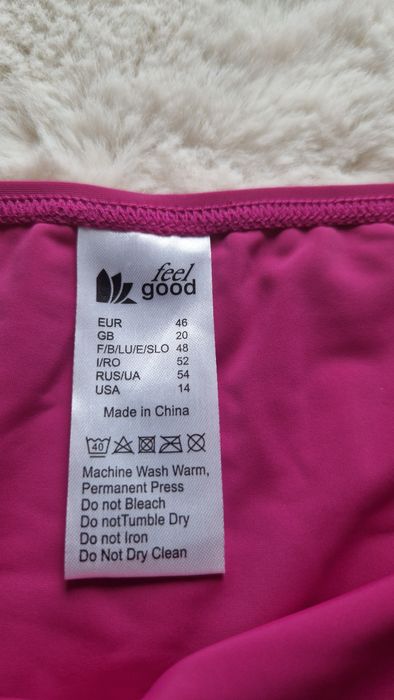 feel
good
EUR 46
GB 20
F/B/LU/E/SLO 48
I/RO 52
RUS/UA 54
USA 14
Made in China
40
Machine Wash Warm,
Permanent Press
Do not Bleach
Do notTumble Dry
Do not Iron
Do Not Dry Clean